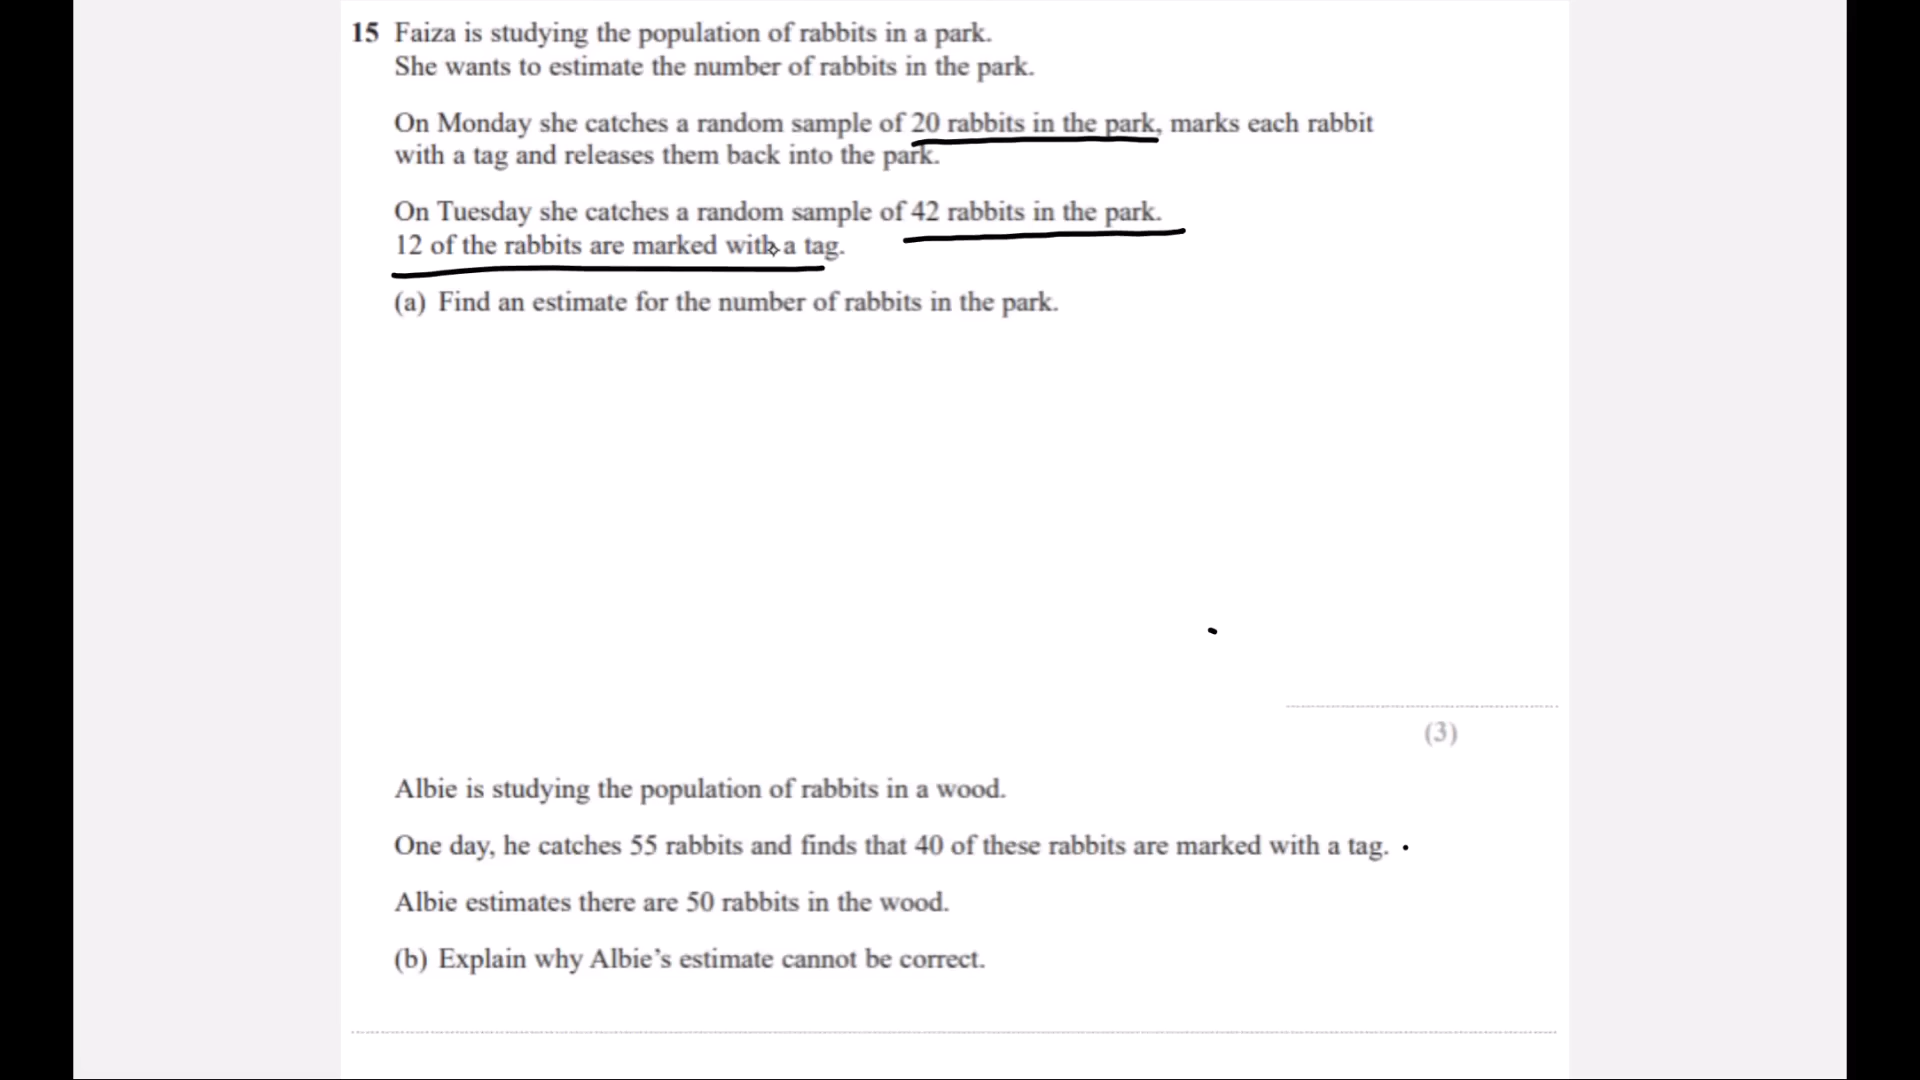 15 Faiza is studying the population of rabbits in a park.
She wants to estimate the number of rabbits in the park.
On Monday she catches a random sample of 20 rabbits in the park, marks each rabbit
with a tag and releases them back into the park.
On Tuesday she catches a random sample of 42 rabbits in the park.
12 of the rabbits are marked with a tag.
(a) Find an estimate for the number of rabbits in the park.
(3)
Albie is studying the population of rabbits in a wood.
One day, he catches 55 rabbits and finds that 40 of these rabbits are marked with a tag.
Albie estimates there are 50 rabbits in the wood.
(b) Explain why Albie's estimate cannot be correct.